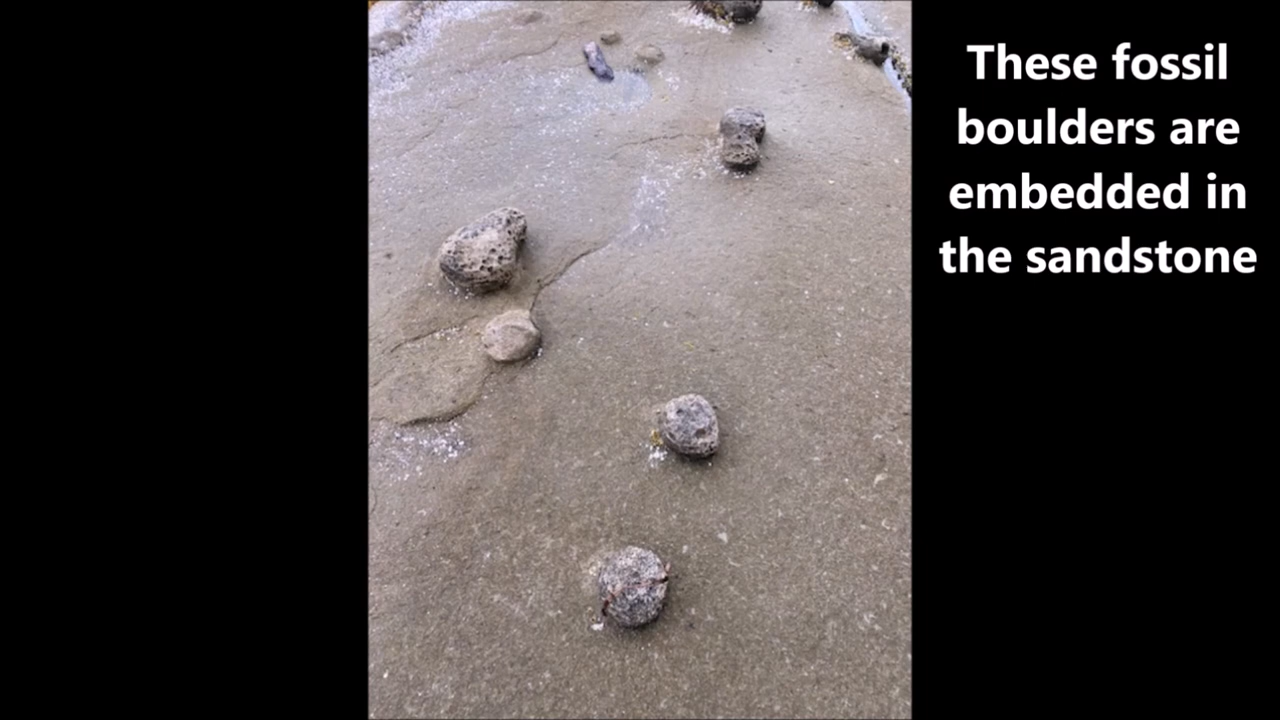 These fossil
boulders are
embedded in
the sandstone